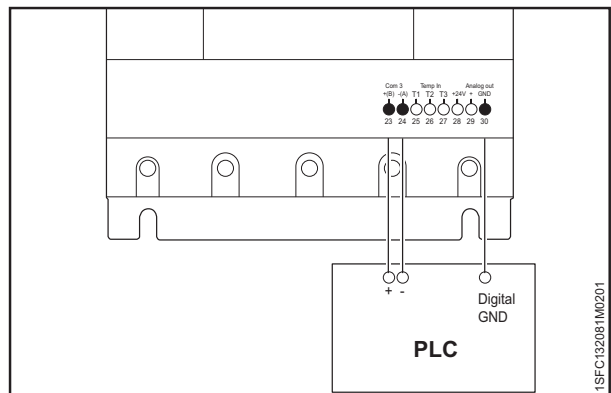 Com 3 Temp In Analog out
+(B) -(A) T1 T2 T3 +24V + GND
23 24 25 26 27 28 29 30
+ -
Digital
GND
PLC
1SFC132081M0201